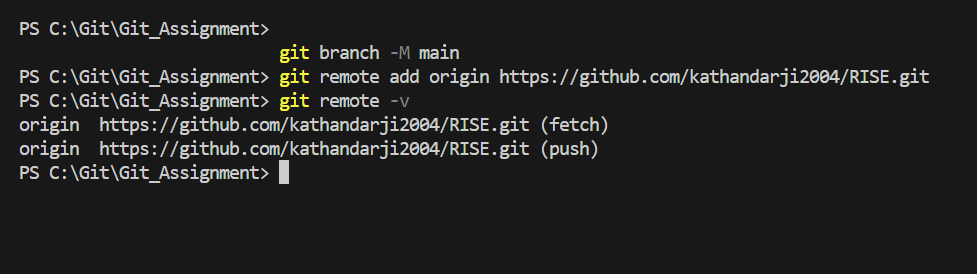 PS C:\Git\Git_Assignment>
git branch -M main
PS C:\Git\Git_Assignment> git remote add origin https://github.com/kathandarji2004/RISE.git
PS C:\Git\Git_Assignment> git remote -v
origin  https://github.com/kathandarji2004/RISE.git (fetch)
origin  https://github.com/kathandarji2004/RISE.git (push)
PS C:\Git\Git_Assignment>